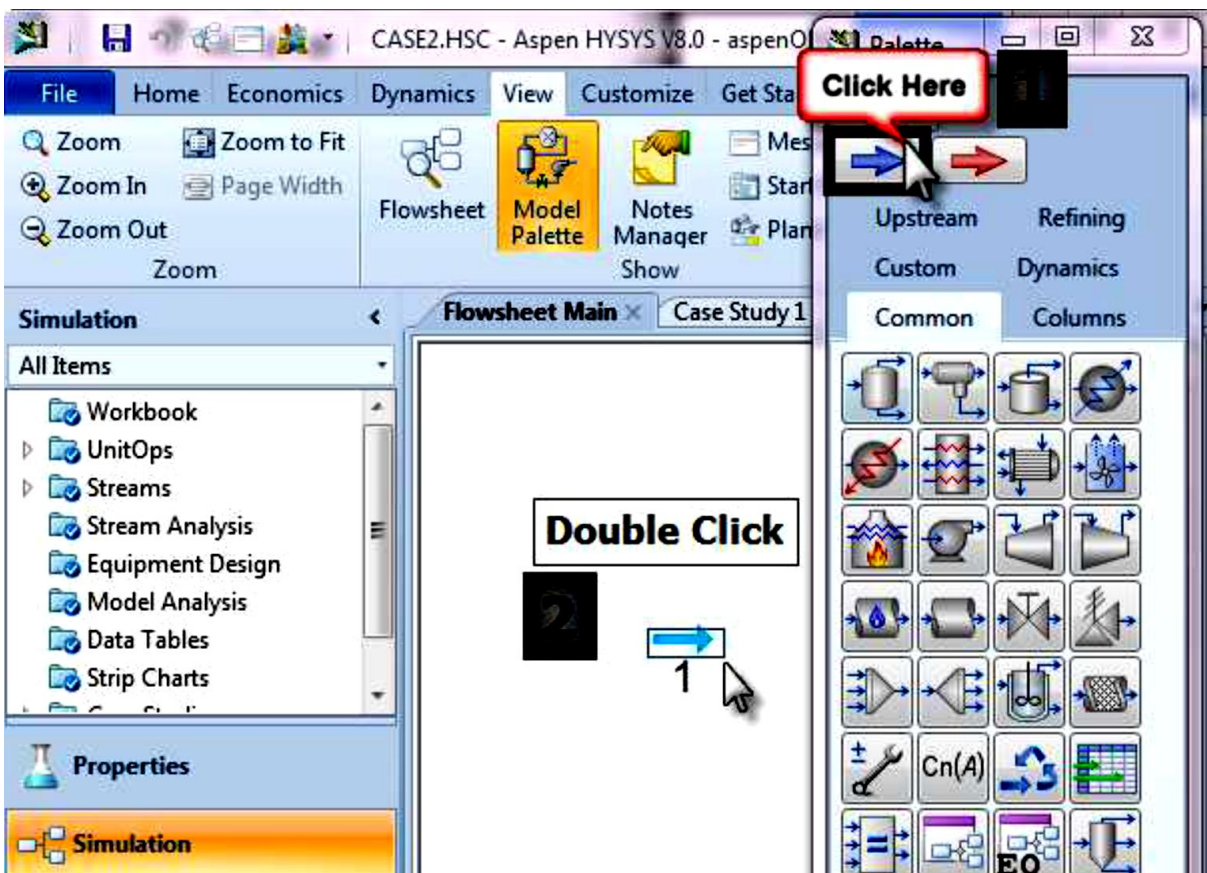 CASE2.HSC - Aspen HYSYS V8.0 - aspenO
Palette
Click Here
File Home Economics Dynamics View Customize Get Sta
Zoom
Zoom to Fit
Zoom In
Page Width
Zoom Out
Zoom
Flowsheet
Model
Palette
Notes
Manager
Mes
Star
Plan
Show
Upstream Refining
Custom Dynamics
Common Columns
Simulation
All Items
Workbook
UnitOps
Streams
Stream Analysis
Equipment Design
Model Analysis
Data Tables
Strip Charts
Properties
Simulation
Flowsheet Main
Case Study 1
Double Click
2
1
Cn(A)
EO